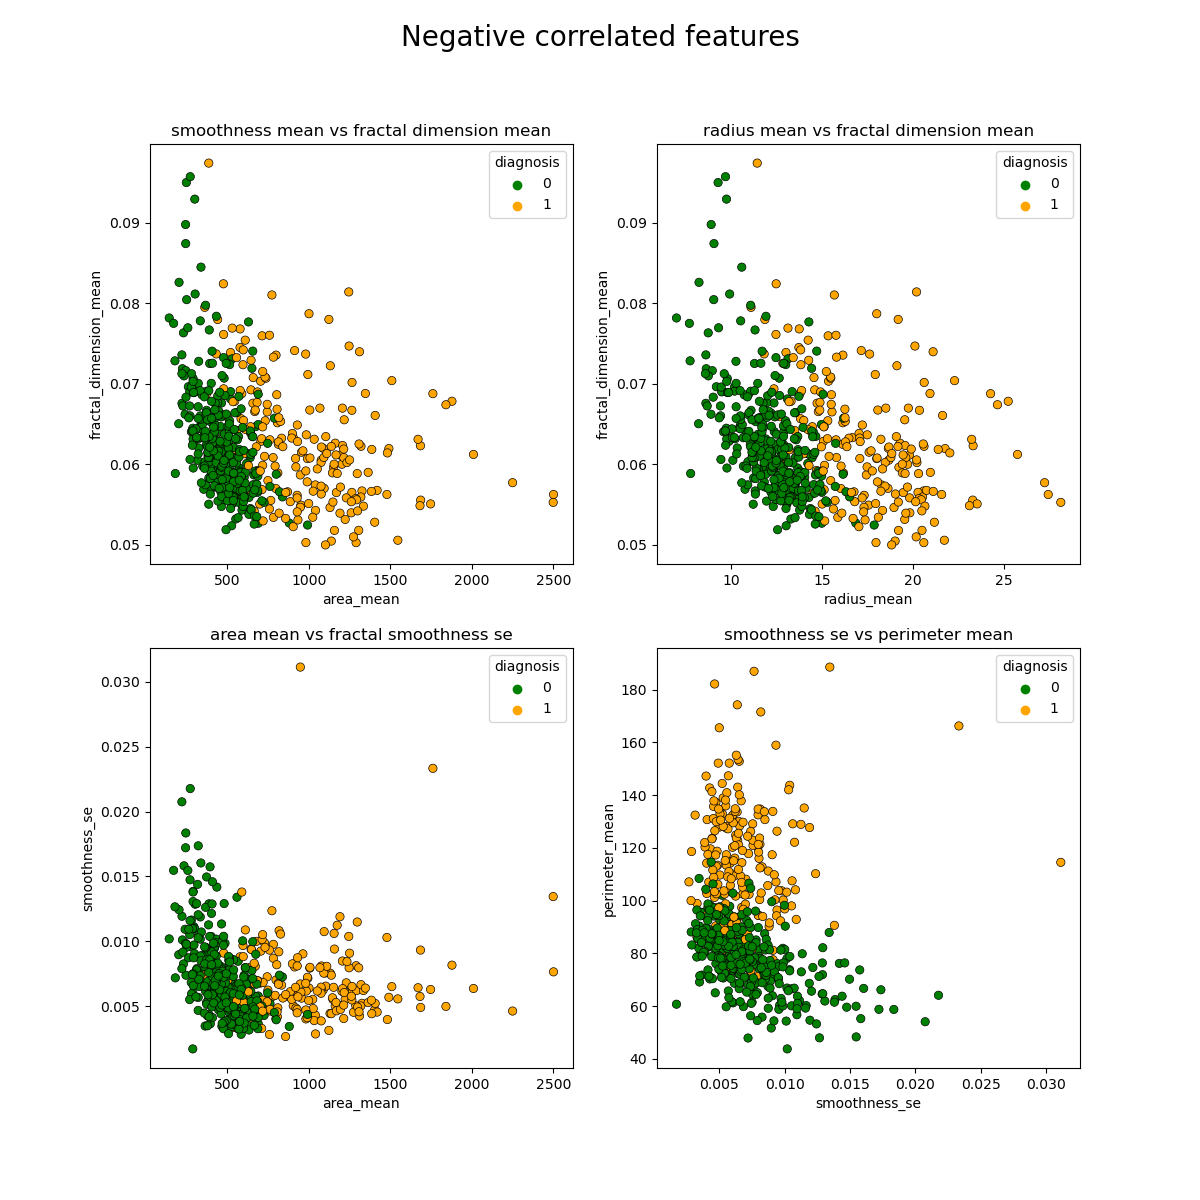 Negative correlated features
smoothness mean vs fractal dimension mean
diagnosis
0
1
0.09
0.08
0.07
0.06
0.05
fractal_dimension_mean
500 1000 1500 2000 2500
area_mean
radius mean vs fractal dimension mean
diagnosis
0
1
0.09
0.08
0.07
0.06
0.05
fractal_dimension_mean
10 15 20 25
radius_mean
area mean vs fractal smoothness se
diagnosis
0
1
0.030
0.025
0.020
0.015
0.010
0.005
smoothness_se
500 1000 1500 2000 2500
area_mean
smoothness se vs perimeter mean
diagnosis
0
1
180
160
140
120
100
80
60
40
perimeter_mean
0.005 0.010 0.015 0.020 0.025 0.030
smoothness_se